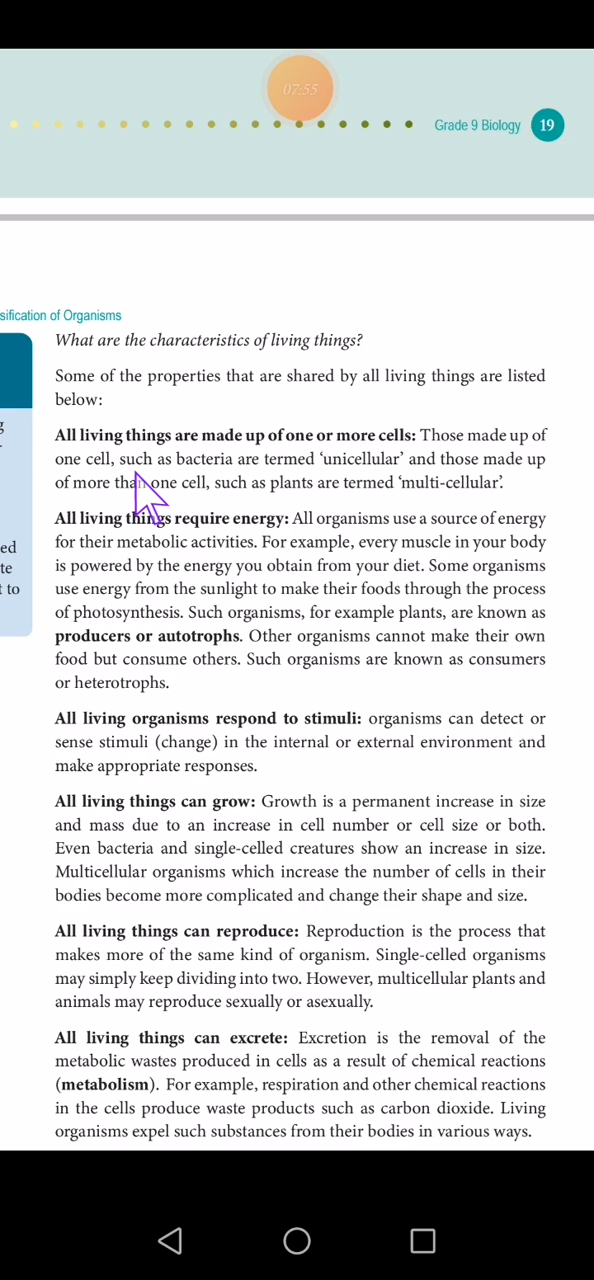 07:55
Grade 9 Biology 19
sification of Organisms
What are the characteristics of living things?
Some of the properties that are shared by all living things are listed
below:
g
All living things are made up of one or more cells: Those made up of
one cell, such as bacteria are termed ‘unicellular’ and those made up
of more than one cell, such as plants are termed ‘multi-cellular’.
All living things require energy: All organisms use a source of energy
for their metabolic activities. For example, every muscle in your body
ed
is powered by the energy you obtain from your diet. Some organisms
te
use energy from the sunlight to make their foods through the process
t to
of photosynthesis. Such organisms, for example plants, are known as
producers or autotrophs. Other organisms cannot make their own
food but consume others. Such organisms are known as consumers
or heterotrophs.
All living organisms respond to stimuli: organisms can detect or
sense stimuli (change) in the internal or external environment and
make appropriate responses.
All living things can grow: Growth is a permanent increase in size
and mass due to an increase in cell number or cell size or both.
Even bacteria and single-celled creatures show an increase in size.
Multicellular organisms which increase the number of cells in their
bodies become more complicated and change their shape and size.
All living things can reproduce: Reproduction is the process that
makes more of the same kind of organism. Single-celled organisms
may simply keep dividing into two. However, multicellular plants and
animals may reproduce sexually or asexually.
All living things can excrete: Excretion is the removal of the
metabolic wastes produced in cells as a result of chemical reactions
(metabolism). For example, respiration and other chemical reactions
in the cells produce waste products such as carbon dioxide. Living
organisms expel such substances from their bodies in various ways.